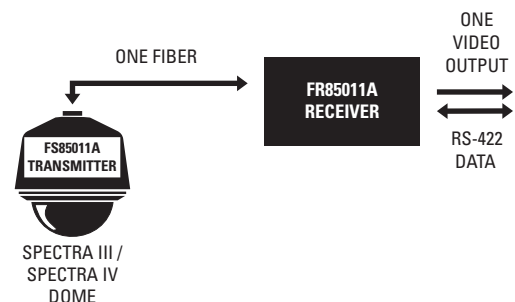 ONE FIBER
FR85011A
RECEIVER
ONE
VIDEO
OUTPUT
RS-422
DATA
FS85011A
TRANSMITTER
SPECTRA III /
SPECTRA IV
DOME